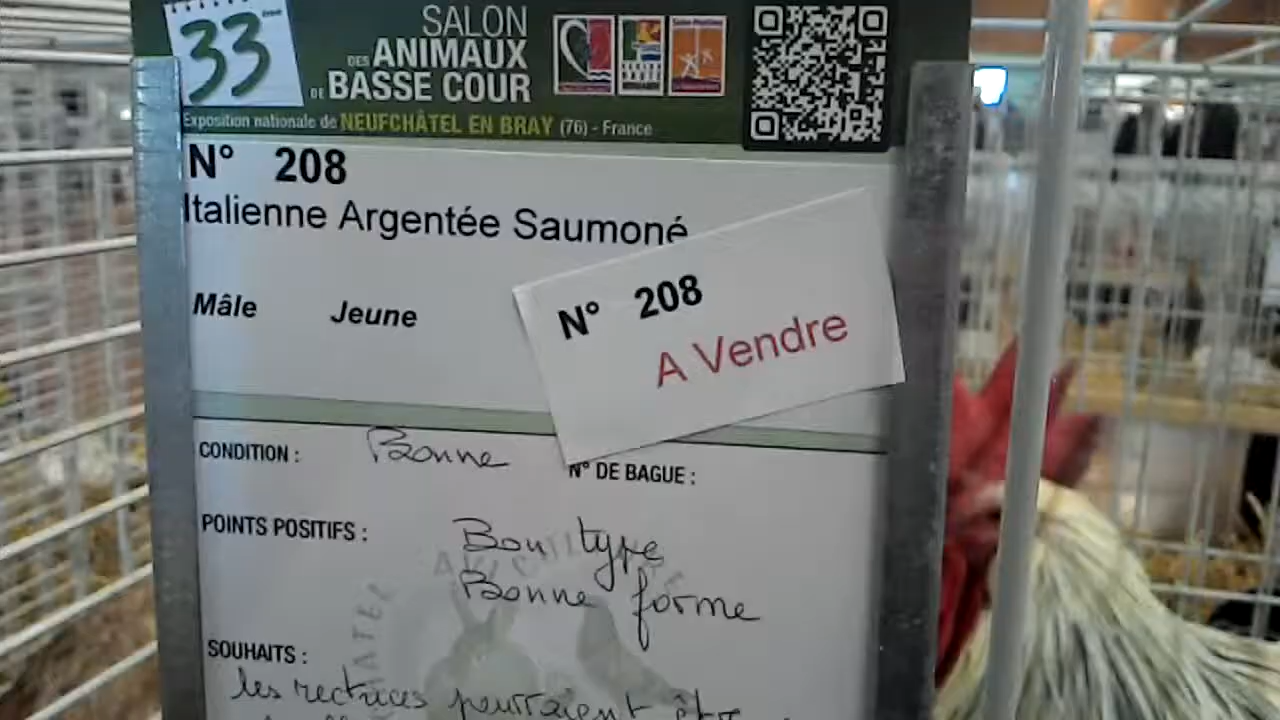 33
SALON
DES ANIMAUX
DE BASSE COUR
Exposition nationale de NEUFCHÂTEL EN BRAY (76) - France
N° 208
Italienne Argentée Saumoné
Mâle Jeune
N° 208
A Vendre
CONDITION : Bonne
N° DE BAGUE :
POINTS POSITIFS : Bon type
Bonne forme
SOUHAITS :
les rectrices pourraient êtr